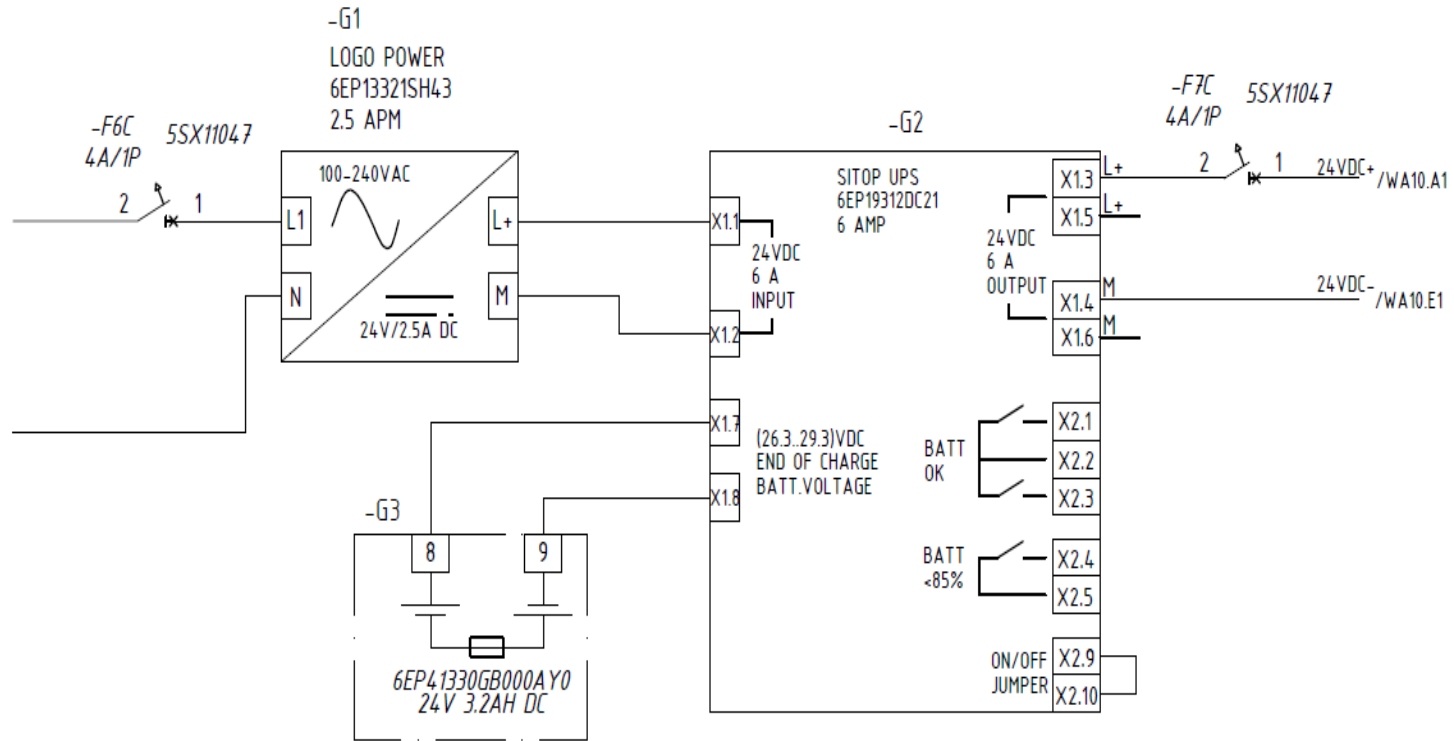 -G1
LOGO POWER
6EP13321SH43
2.5 APM
-F6C
4A/1P
5SX11047
2
1
100-240VAC
L1
N
L+
M
24V/2.5A DC
-G2
SITOP UPS
6EP19312DC21
6 AMP
X1.1
X1.2
24VDC
6 A
INPUT
X1.3
X1.5
X1.4
X1.6
L+
L+
M
M
24VDC
6 A
OUTPUT
-F7C
4A/1P
5SX11047
2
1
24VDC+
/WA10.A1
24VDC-
/WA10.E1
X1.7
X1.8
(26.3..29.3)VDC
END OF CHARGE
BATT.VOLTAGE
BATT
OK
X2.1
X2.2
X2.3
BATT
<85%
X2.4
X2.5
ON/OFF
JUMPER
X2.9
X2.10
-G3
8
9
6EP41330GB000AY0
24V 3.2AH DC